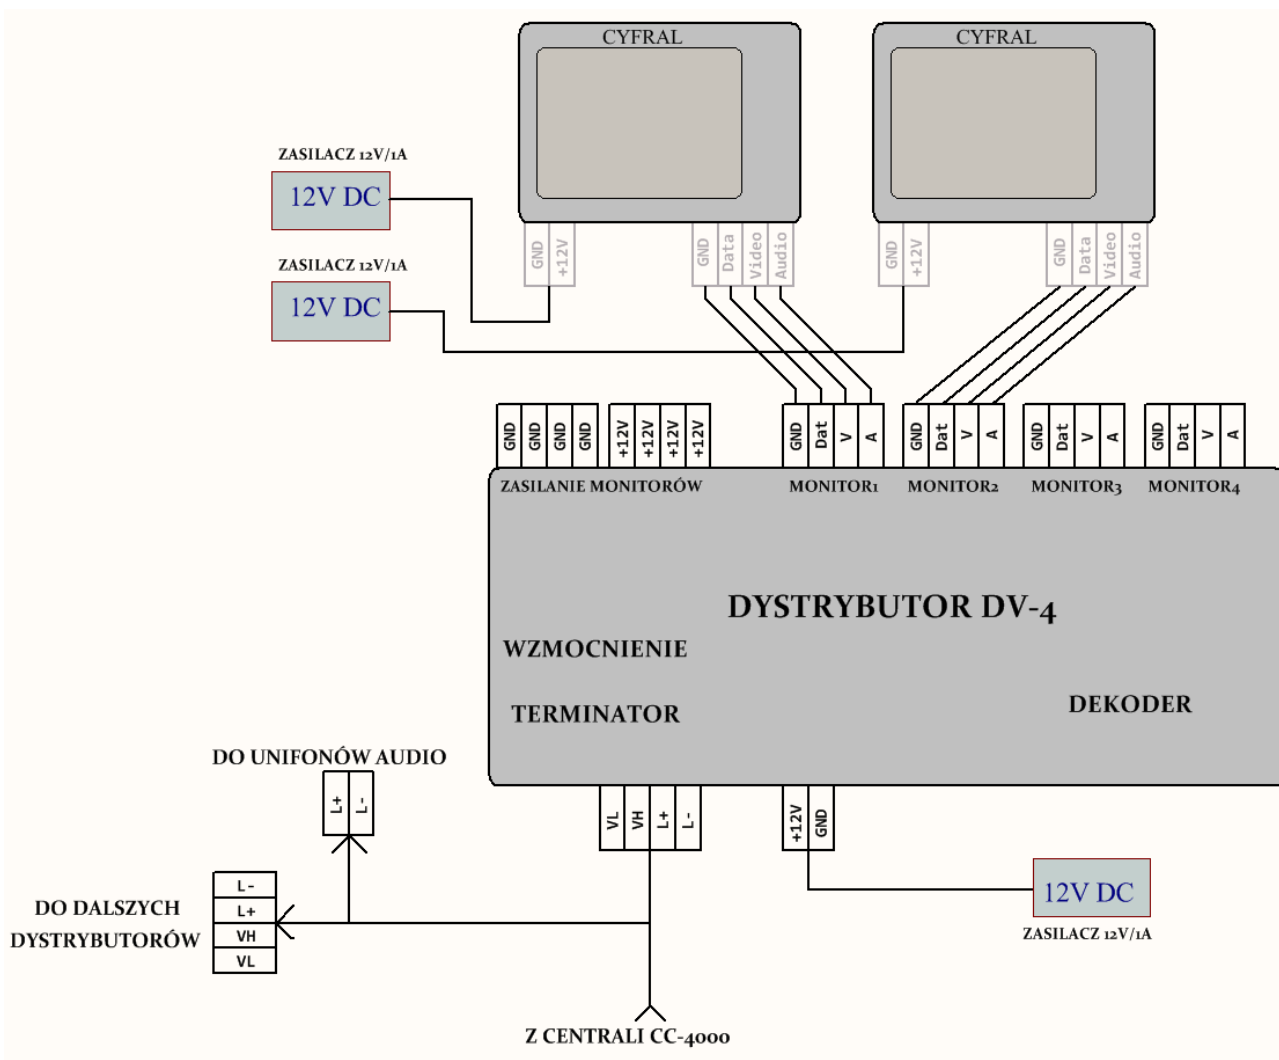 CYFRAL
CYFRAL
ZASILACZ 12V/1A
12V DC
ZASILACZ 12V/1A
12V DC
GND +12V
GND Data Video Audio
GND +12V
GND Data Video Audio
GND GND GND GND +12V +12V +12V +12V
GND Dat V A
GND Dat V A
GND Dat V A
GND Dat V A
ZASILANIE MONITORÓW
MONITOR1
MONITOR2
MONITOR3
MONITOR4
DYSTRYBUTOR DV-4
WZMOCNIENIE
TERMINATOR
DEKODER
DO UNIFONÓW AUDIO
L+ L-
VL VH L+ L-
+12V GND
DO DALSZYCH
DYSTRYBUTORÓW
L-
L+
VH
VL
12V DC
ZASILACZ 12V/1A
Z CENTRALI CC-4000